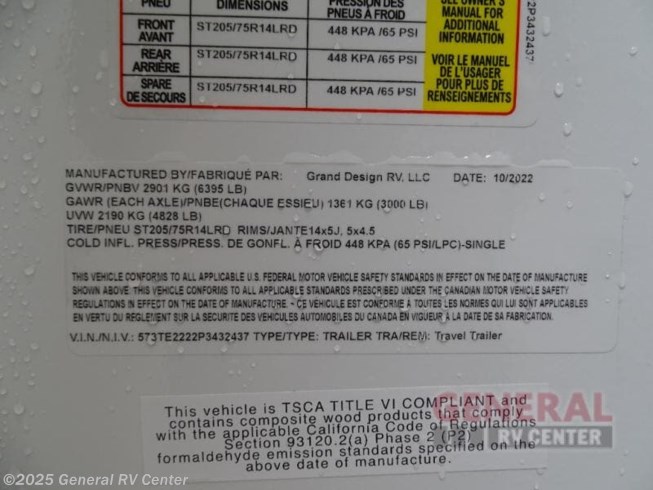 PNEU
DIMENSIONS
PRESSION DES
PNEUS À FROID
SEE OWNER'S
MANUAL FOR
ADDITIONAL
INFORMATION
VOIR LE MANUEL
DE L'USAGER
POUR PLUS DE
RENSEIGNEMENTS
FRONT
AVANT
ST205/75R14LRD
448 KPA /65 PSI
REAR
ARRIÈRE
ST205/75R14LRD
448 KPA /65 PSI
SPARE
DE SECOURS
ST205/75R14LRD
448 KPA /65 PSI
2P3432437
MANUFACTURED BY/FABRIQUÉ PAR: Grand Design RV, LLC DATE: 10/2022
GVWR/PNBV 2901 KG (6395 LB)
GAWR (EACH AXLE)/PNBE(CHAQUE ESSIEU) 1361 KG (3000 LB)
UVW 2190 KG (4828 LB)
TIRE/PNEU ST205/75R14LRD RIMS/JANTE14x5J, 5x4.5
COLD INFL. PRESS/PRESS. DE GONFL. À FROID 448 KPA (65 PSI/LPC)-SINGLE
THIS VEHICLE CONFORMS TO ALL APPLICABLE U.S. FEDERAL MOTOR VEHICLE SAFETY STANDARDS IN EFFECT ON THE DATE OF MANUFACTURE
SHOWN ABOVE. THIS VEHICLE CONFORMS TO ALL APPLICABLE STANDARDS PRESCRIBED UNDER THE CANADIAN MOTOR VEHICLE SAFETY
REGULATIONS IN EFFECT ON THE DATE OF MANUFACTURE. - CE VEHICULE EST CONFORME À TOUTES LES NORMES QUI LUI SONT APPLICABLES
EN VERTU DU REGLEMENT SUR LA SECURITE DES VEHICULES AUTOMOBILES DU CANADA EN VIGUEUR À LA DATE DE SA FABRICATION.
V.I.N./N.I.V.: 573TE2222P3432437 TYPE/TYPE: TRAILER TRA/REM: Travel Trailer
This vehicle is TSCA TITLE VI COMPLIANT and
contains composite wood products that comply
with the applicable California Code of Regulations
Section 93120.2(a) Phase 2 (P2)
formaldehyde emission standards specified on the
above date of manufacture.
GENERAL
RV CENTER
©2025 General RV Center